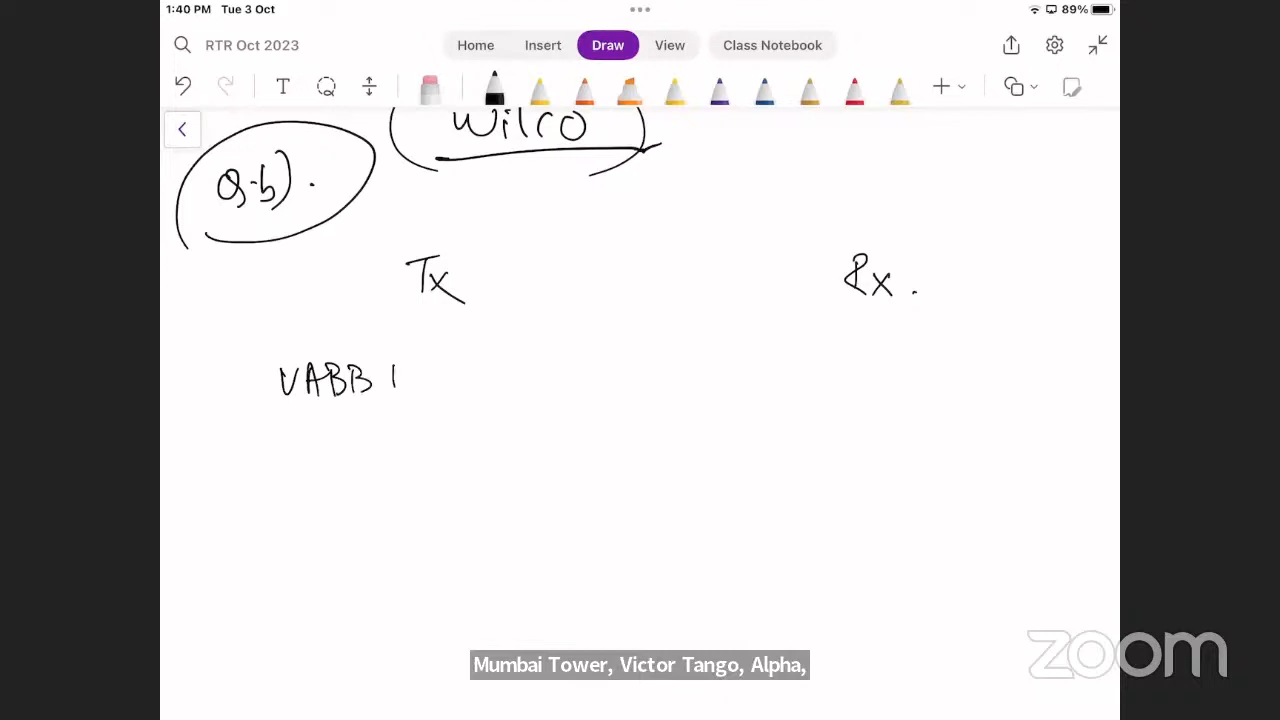 1:40 PM Tue 3 Oct
89%
RTR Oct 2023
Home Insert Draw View Class Notebook
Wilco
Q.b).
Tx
Rx.
VABB
Mumbai Tower, Victor Tango, Alpha,
zoom